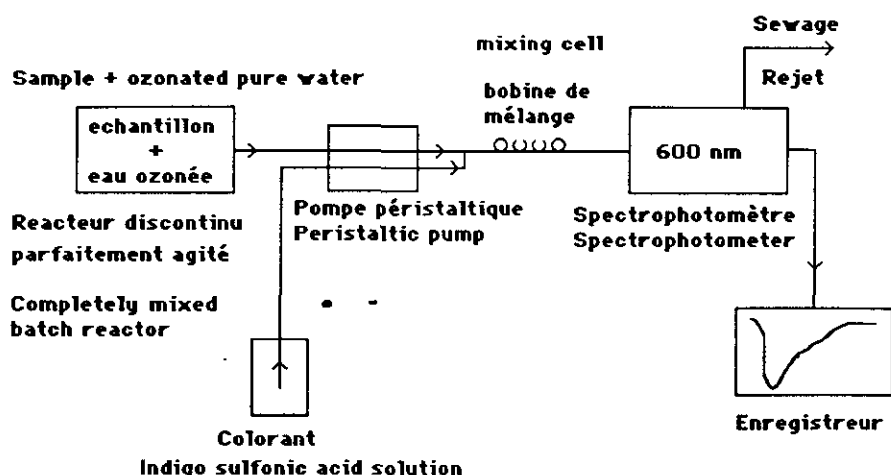 Sewage
mixing cell
Rejet
Sample + ozonated pure water
bobine de
mélange
echantillon
+
eau ozonée
600 nm
Reacteur discontinu
parfaitement agité
Pompe péristaltique
Peristaltic pump
Spectrophotomètre
Spectrophotometer
Completely mixed
batch reactor
Enregistreur
Colorant
Indigo sulfonic acid solution